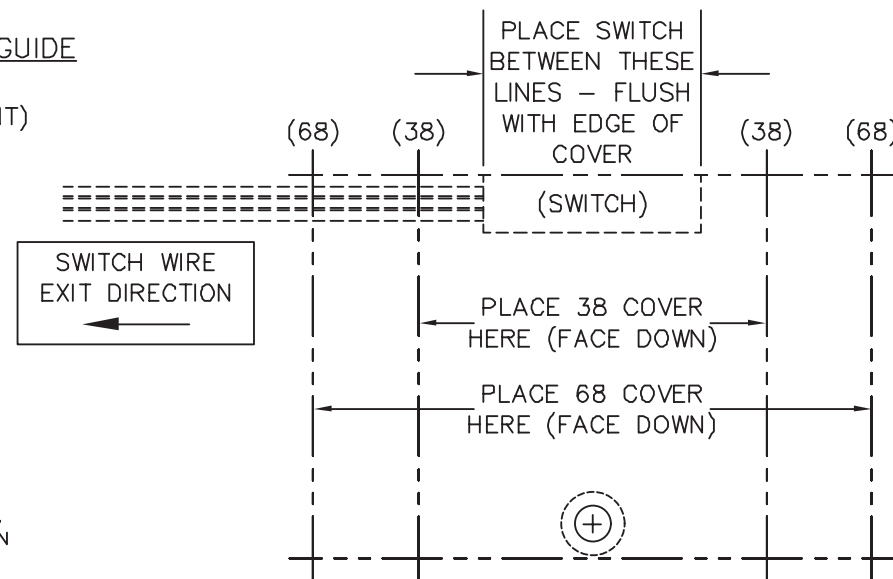 GUIDE
PLACE SWITCH
BETWEEN THESE
LINES – FLUSH
WITH EDGE OF
COVER
(68)
(38)
(38)
(68)
(SWITCH)
SWITCH WIRE
EXIT DIRECTION
PLACE 38 COVER
HERE (FACE DOWN)
PLACE 68 COVER
HERE (FACE DOWN)